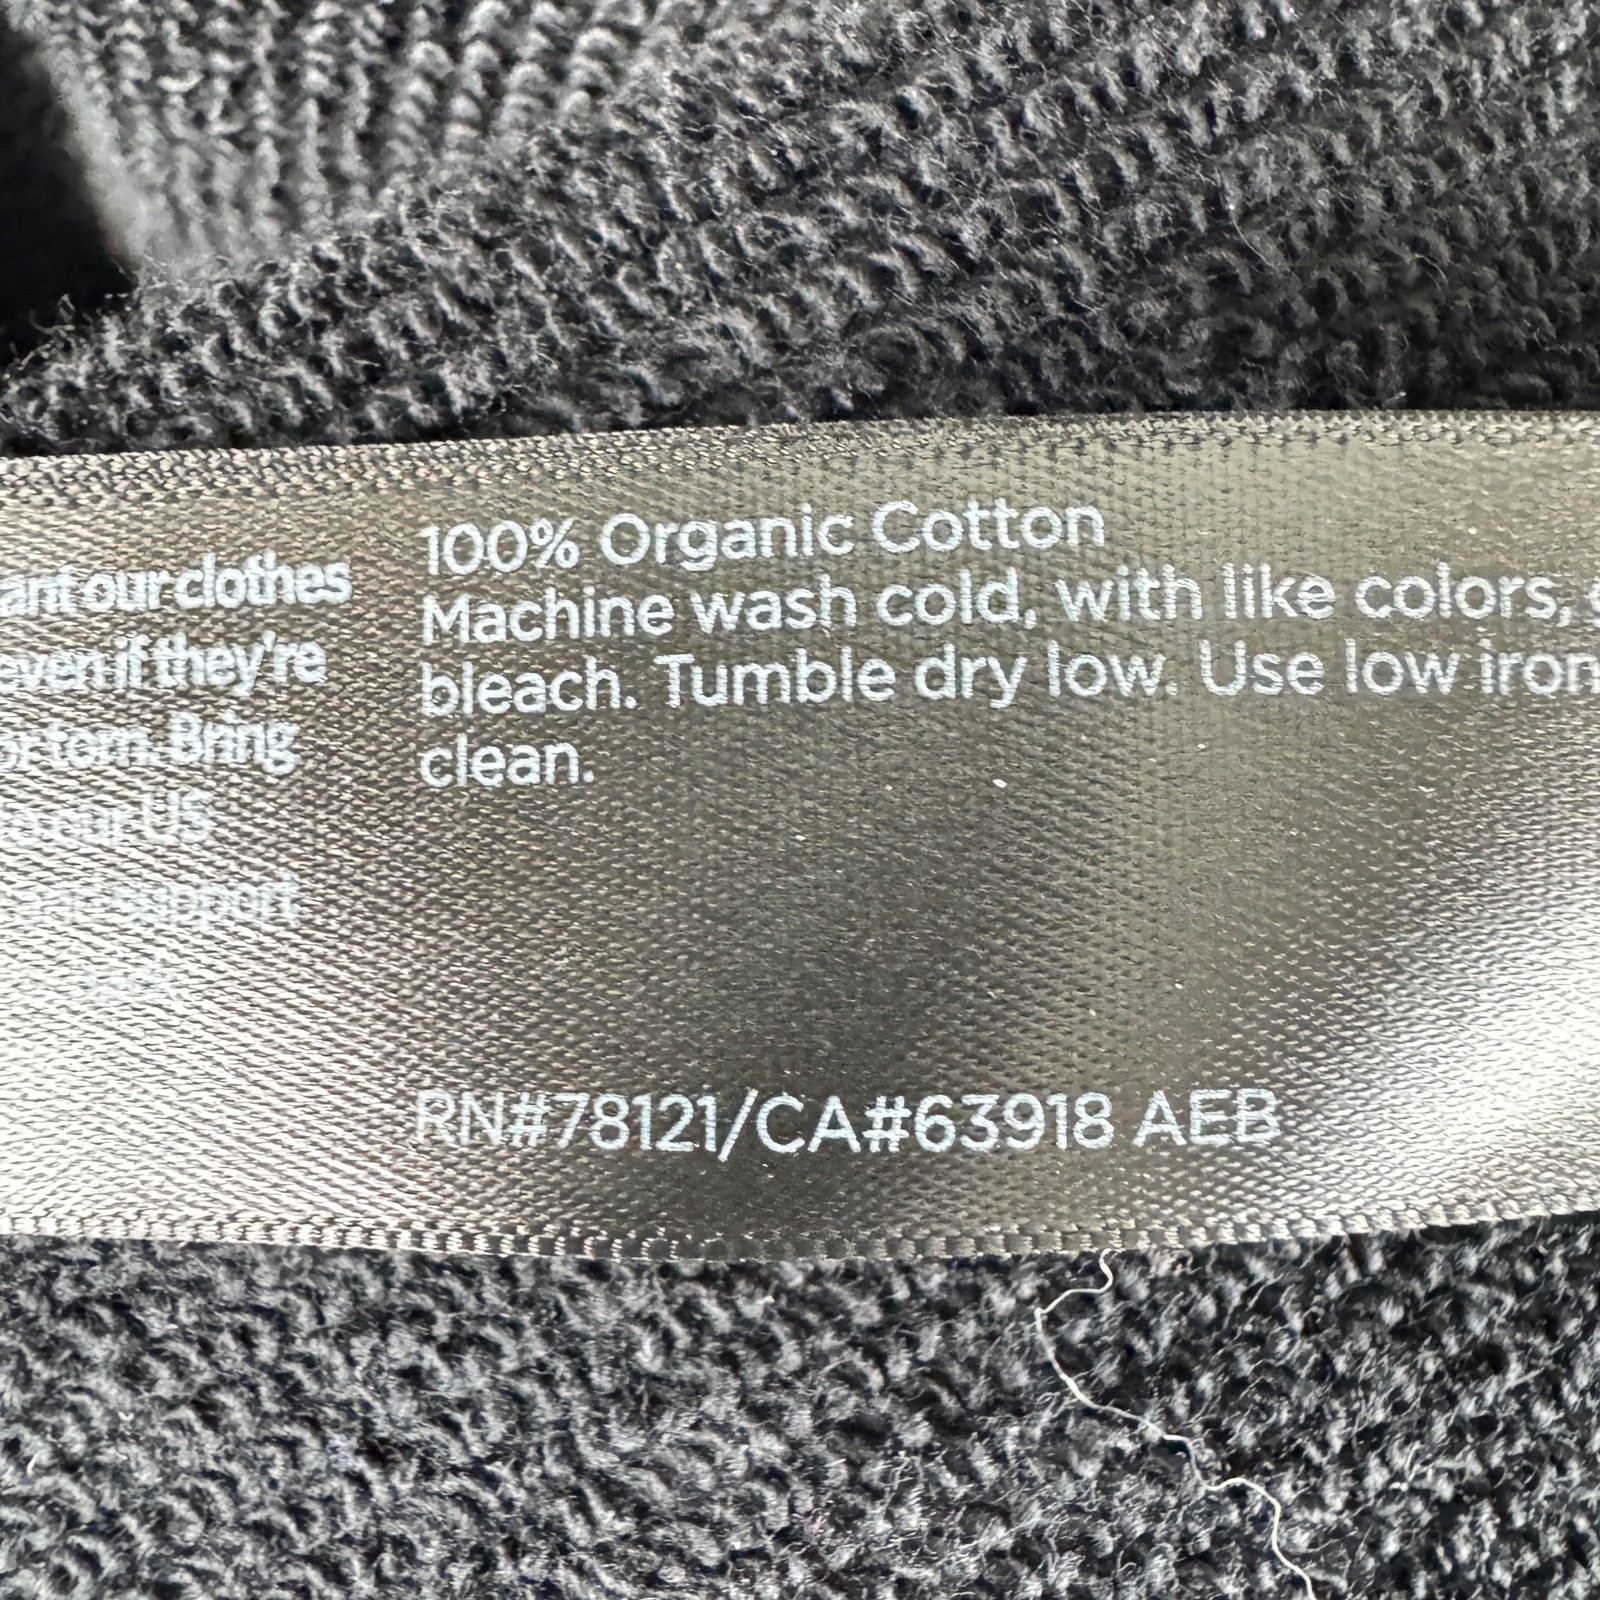 ant our clothes
even if they're
or torn. Bring
to our US
support
100% Organic Cotton
Machine wash cold, with like colors,
bleach. Tumble dry low. Use low iron
clean.
RN#78121/CA#63918 AEB